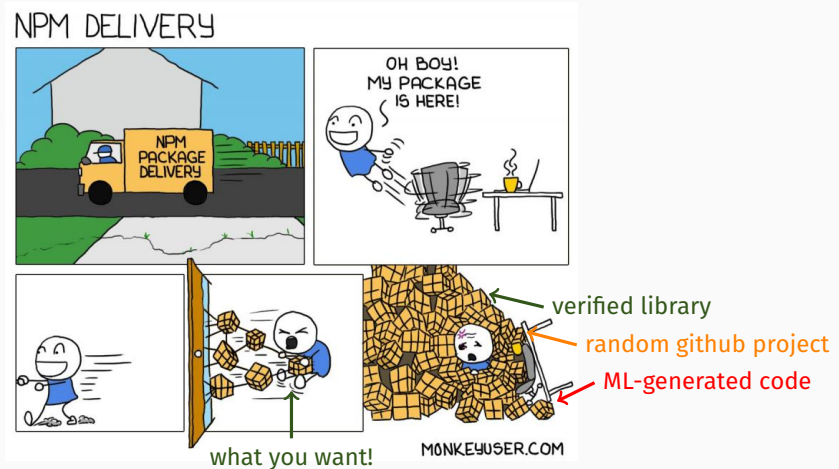 NPM DELIVERY
NPM
PACKAGE
DELIVERY
OH BOY!
MY PACKAGE
IS HERE!
verified library
random github project
ML-generated code
what you want!
MONKEYUSER.COM